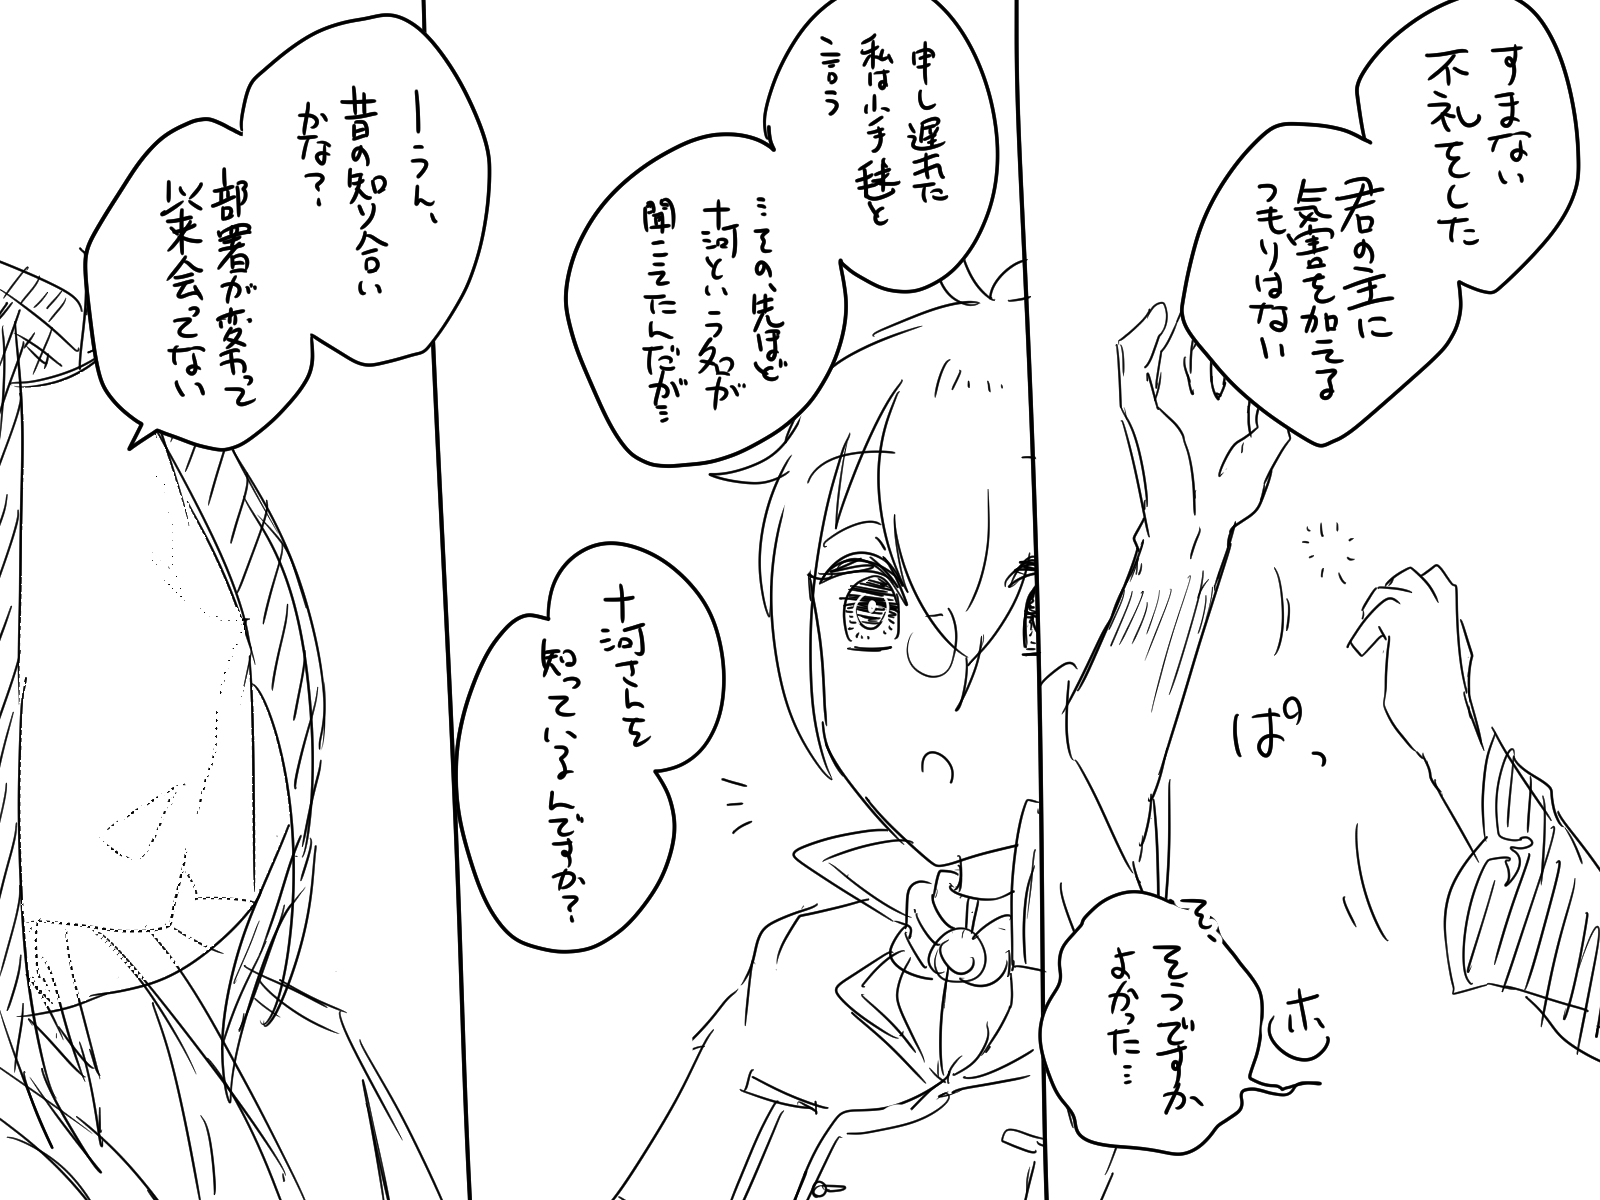 すまない
不礼をした
君の主に
気害を加てる
つもりはない
ぱっ
そ、
そうですか
よかった…
ホッ
申し遅れた
私は小手毬と
言う
…その、先ほど
十河という名が
聞こてたんだが…
十河さんを
知っているんですか?
ーうん、
昔の知り合い
かな?
部署が変わって
以来会ってない